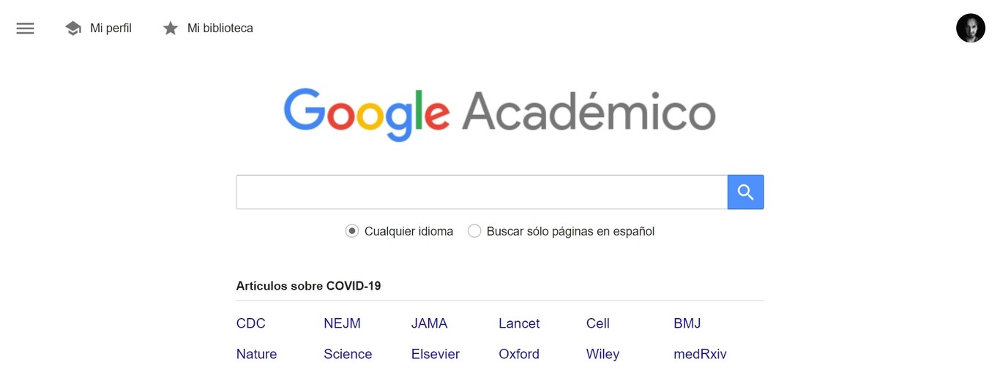 Mi perfil Mi biblioteca
Google Académico
Cualquier idioma Buscar sólo páginas en español
Artículos sobre COVID-19
CDC NEJM JAMA Lancet Cell BMJ
Nature Science Elsevier Oxford Wiley medRxiv